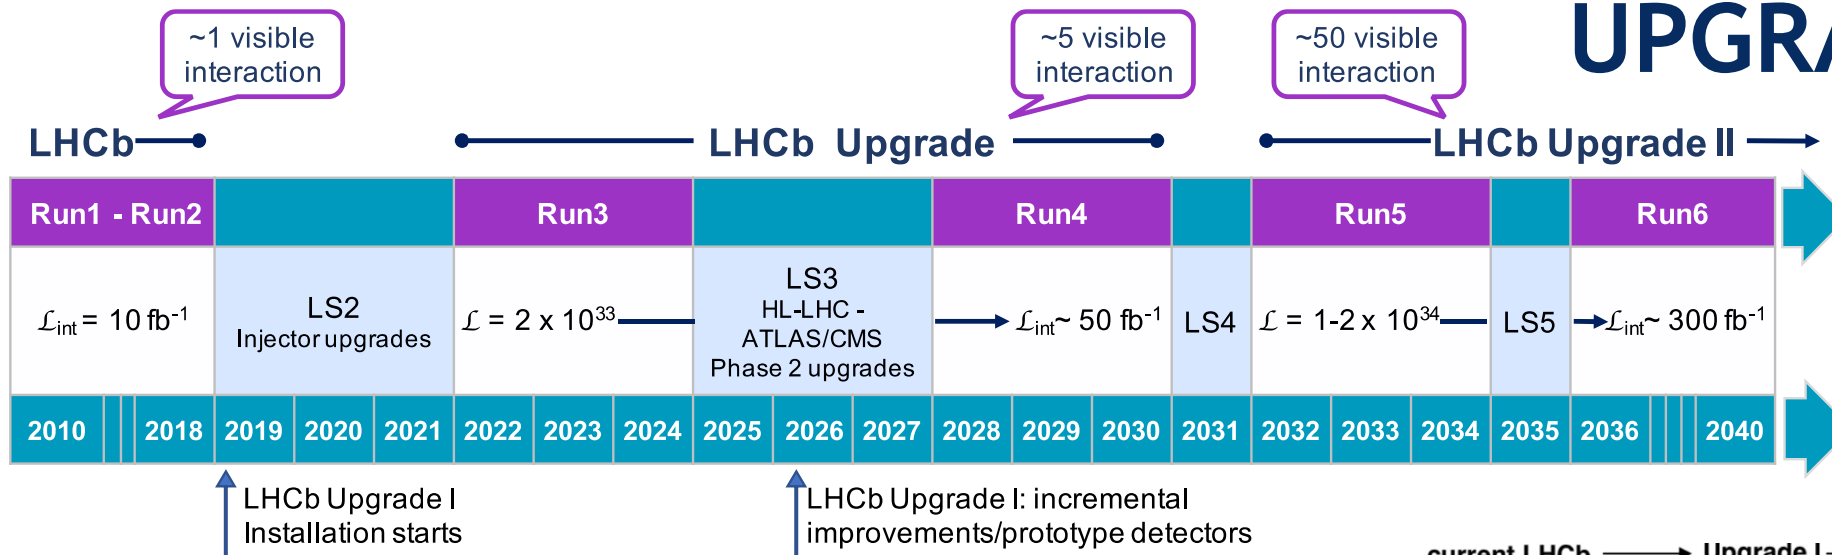 ~1 visible
interaction
~5 visible
interaction
~50 visible
interaction
LHCb
LHCb Upgrade
LHCb Upgrade II
Run1 - Run2
Run3
Run4
Run5
Run6
ℒint = 10 fb-1
LS2
Injector upgrades
ℒ = 2 x 10³³
LS3
HL-LHC -
ATLAS/CMS
Phase 2 upgrades
ℒint~ 50 fb-1
LS4
ℒ = 1-2 x 10³⁴
LS5
ℒint~ 300 fb-1
2010 2018 2019 2020 2021 2022 2023 2024 2025 2026 2027 2028 2029 2030 2031 2032 2033 2034 2035 2036 2040
LHCb Upgrade I
Installation starts
LHCb Upgrade I: incremental
improvements/prototype detectors
current LHCb Upgrade I